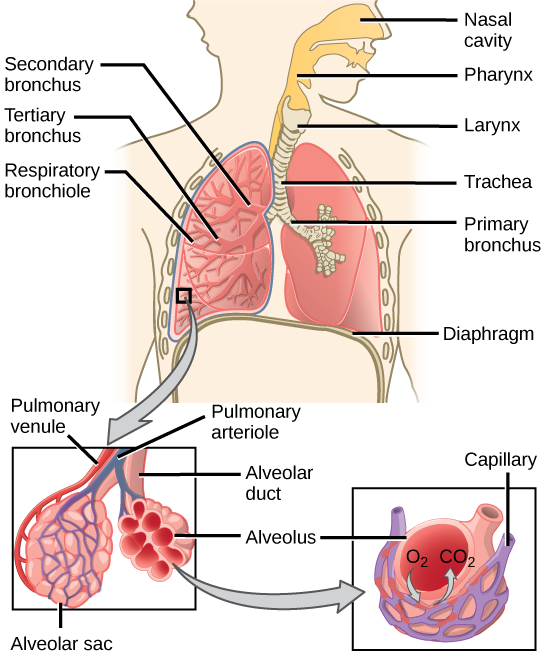 Nasal
cavity
Pharynx
Larynx
Trachea
Primary
bronchus
Diaphragm
Secondary
bronchus
Tertiary
bronchus
Respiratory
bronchiole
Pulmonary
venule
Pulmonary
arteriole
Alveolar
duct
Alveolus
Alveolar sac
Capillary
O₂ CO₂